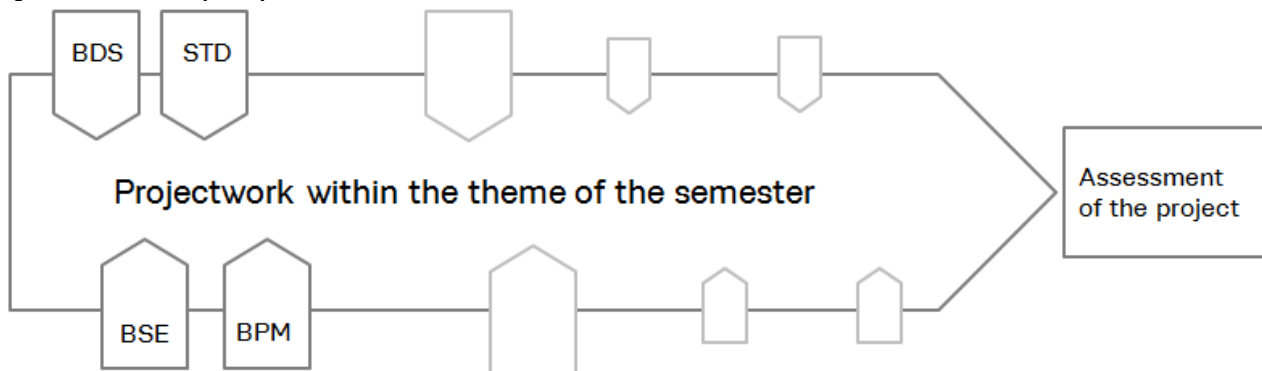 BDS
STD
Projectwork within the theme of the semester
Assessment
of the project
BSE
BPM